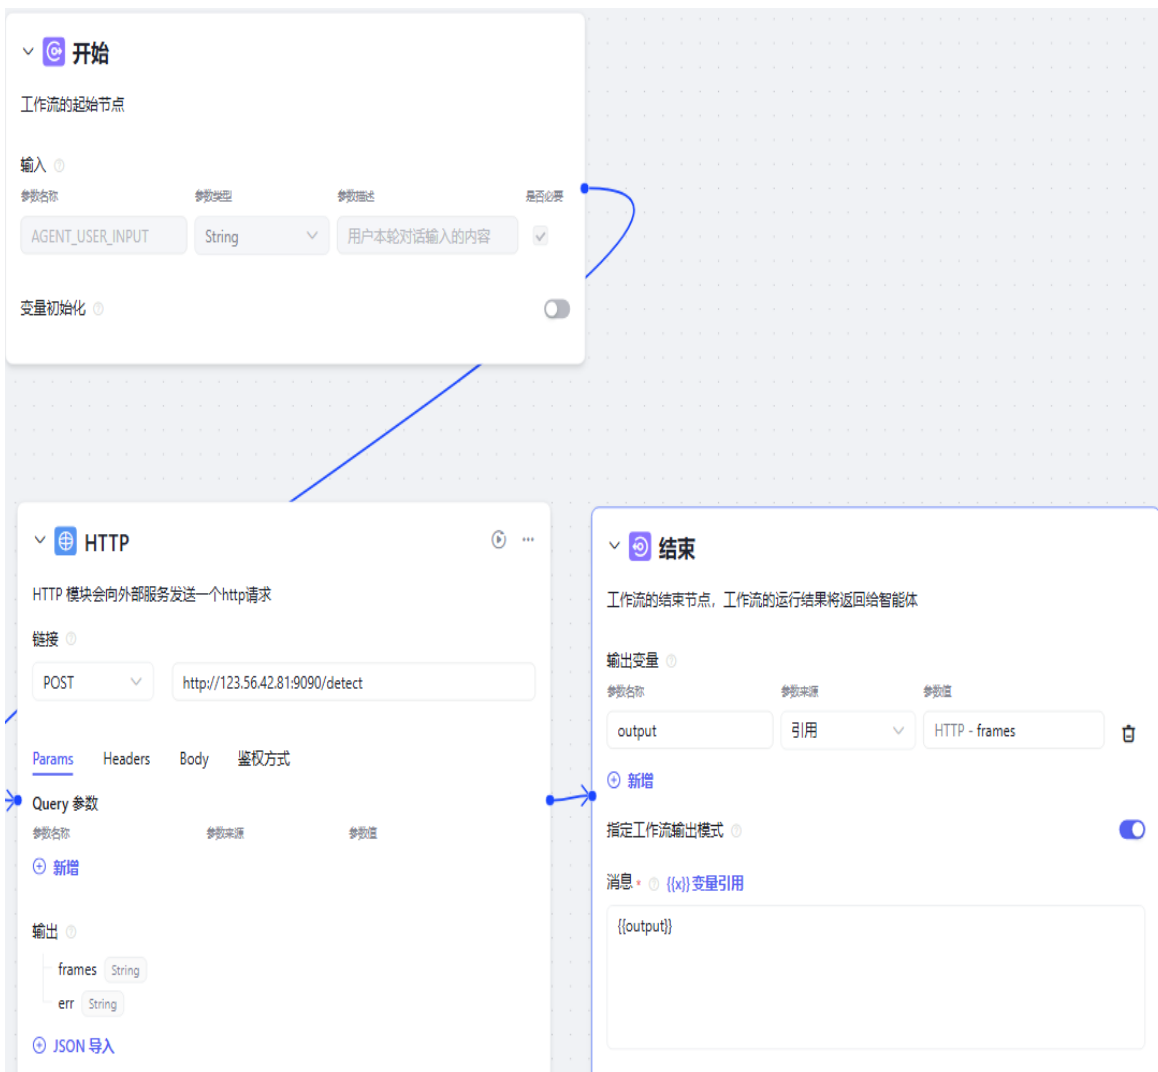 开始
工作流的起始节点
输入
参数名称 参数类型 参数描述 是否必要
AGENT_USER_INPUT String 用户本轮对话输入的内容
变量初始化
HTTP
HTTP 模块会向外部服务发送一个http请求
链接
POST http://123.56.42.81:9090/detect
Params Headers Body 鉴权方式
Query 参数
参数名称 参数来源 参数值
新增
输出
frames String
err String
JSON 导入
结束
工作流的结束节点，工作流的运行结果将返回给智能体
输出变量
参数名称 参数来源 参数值
output 引用 HTTP - frames
新增
指定工作流输出模式
消息 * {{x}} 变量引用
{{output}}